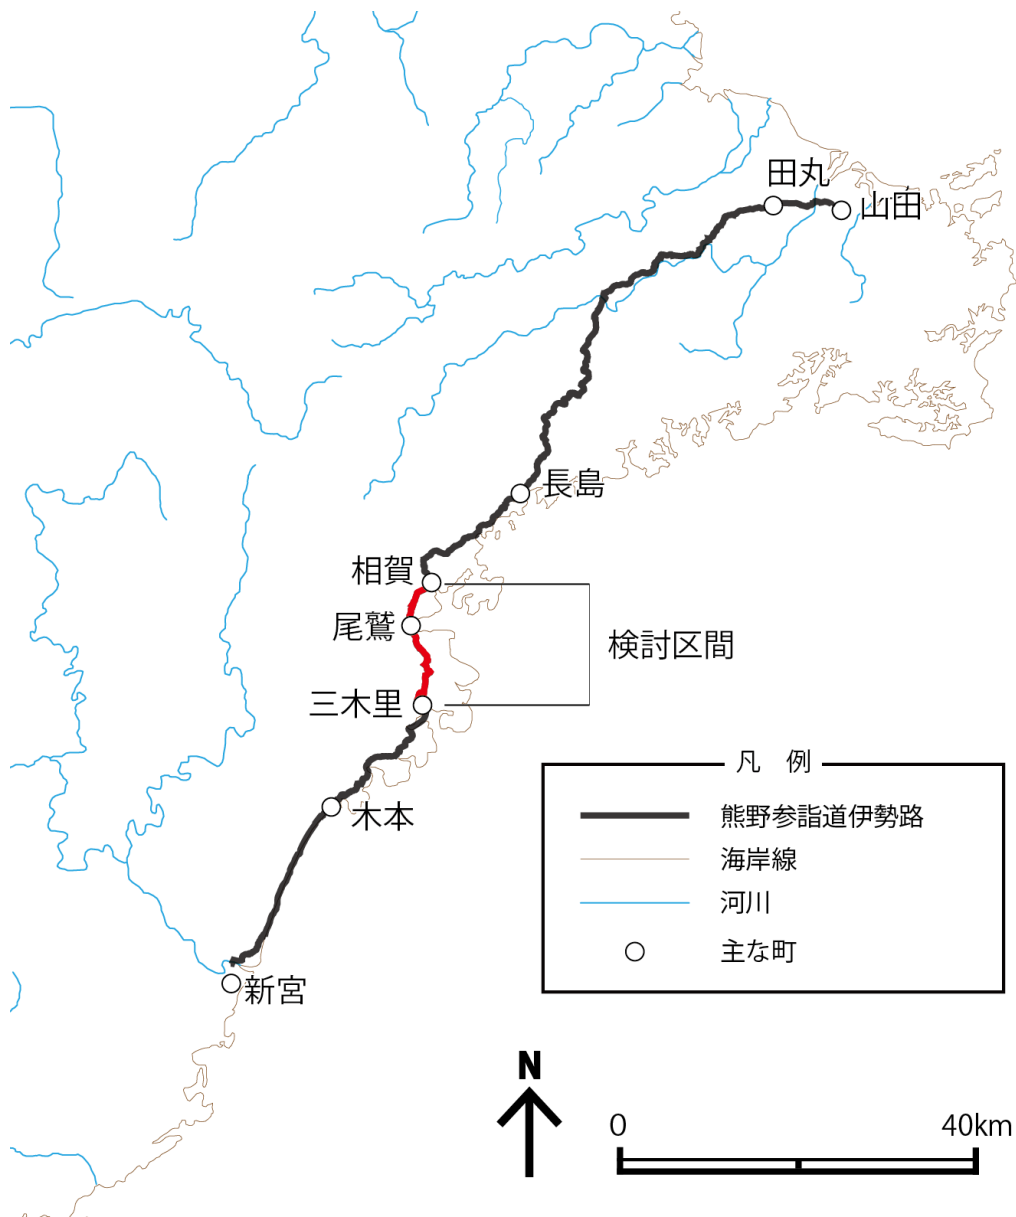 田丸
山田
長島
相賀
尾鷲
検討区間
三木里
木本
新宮
凡　例
熊野参詣道伊勢路
海岸線
河川
主な町
N
0
40km